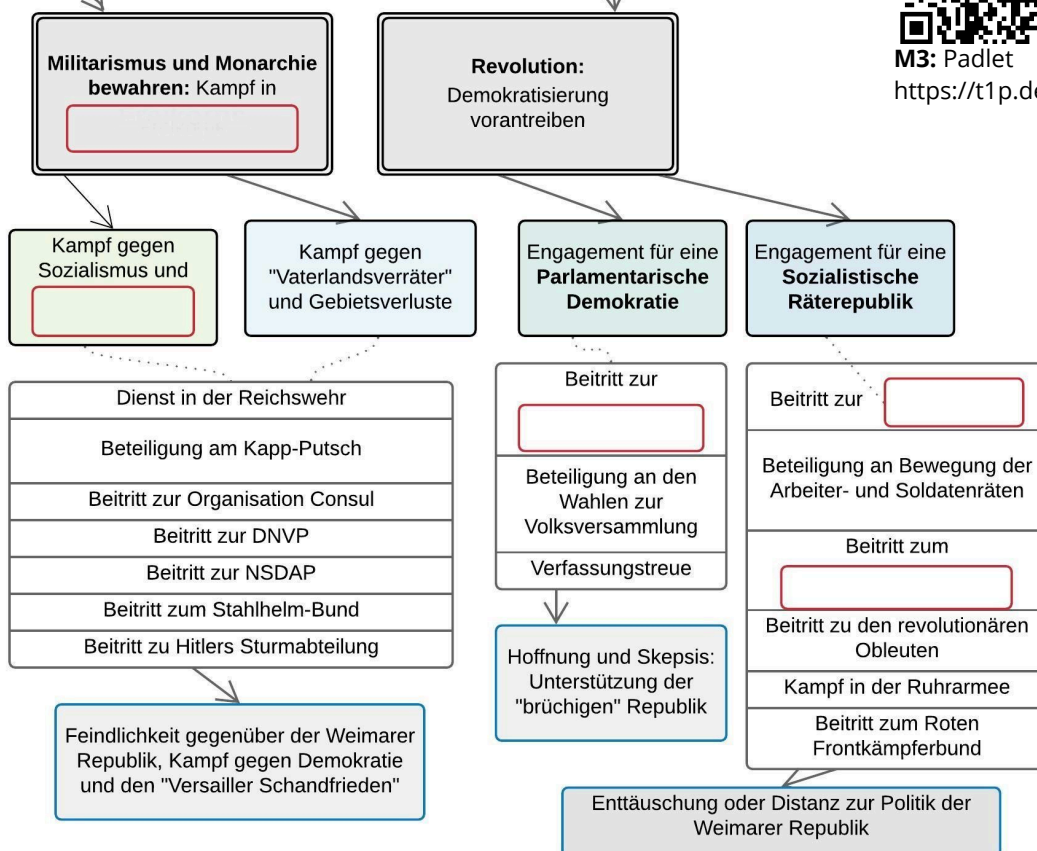 M3: Padlet
https://t1p.de
Militarismus und Monarchie
bewahren: Kampf in
Revolution:
Demokratisierung
vorantreiben
Kampf gegen
Sozialismus und
Kampf gegen
"Vaterlandsverräter"
und Gebietsverluste
Engagement für eine
Parlamentarische
Demokratie
Engagement für eine
Sozialistische
Räterepublik
Dienst in der Reichswehr
Beteiligung am Kapp-Putsch
Beitritt zur Organisation Consul
Beitritt zur DNVP
Beitritt zur NSDAP
Beitritt zum Stahlhelm-Bund
Beitritt zu Hitlers Sturmabteilung
Feindlichkeit gegenüber der Weimarer
Republik, Kampf gegen Demokratie
und den "Versailler Schandfrieden"
Beitritt zur
Beteiligung an den
Wahlen zur
Volksversammlung
Verfassungstreue
Hoffnung und Skepsis:
Unterstützung der
"brüchigen" Republik
Beitritt zur
Beteiligung an Bewegung der
Arbeiter- und Soldatenräten
Beitritt zum
Beitritt zu den revolutionären
Obleuten
Kampf in der Ruhrarmee
Beitritt zum Roten
Frontkämpferbund
Enttäuschung oder Distanz zur Politik der
Weimarer Republik